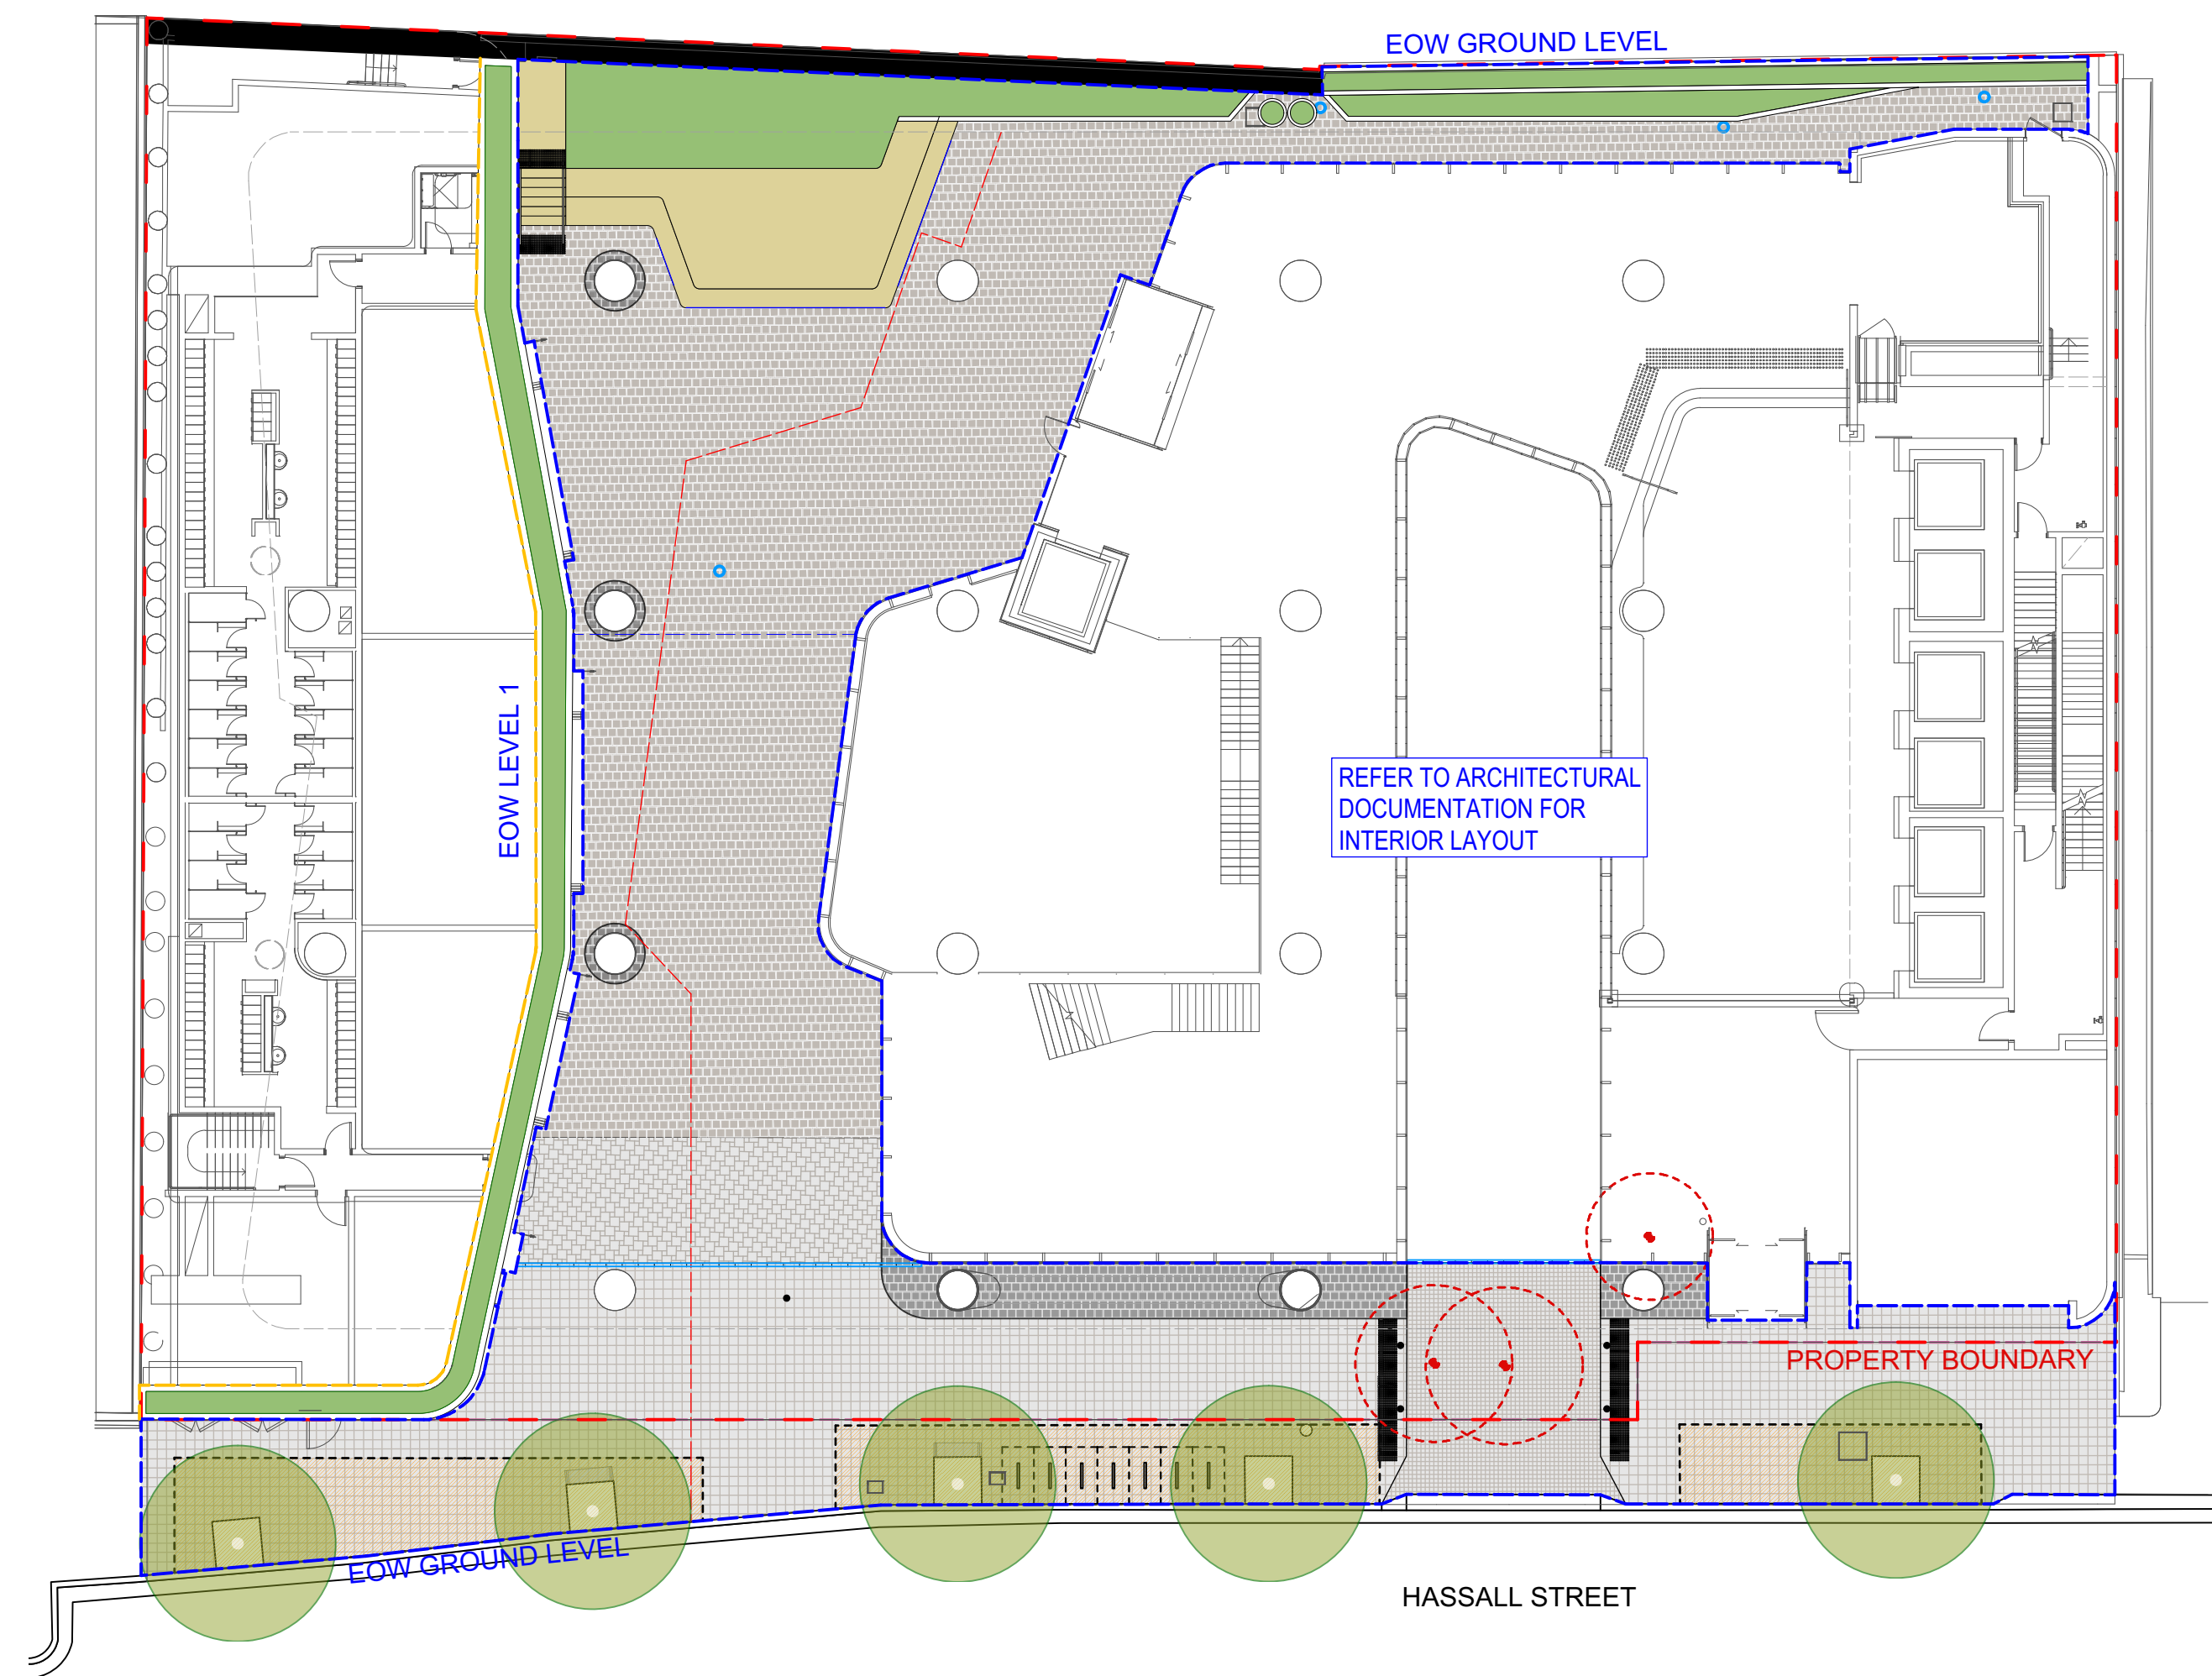 EOW GROUND LEVEL
EOW LEVEL 1
REFER TO ARCHITECTURAL
DOCUMENTATION FOR
INTERIOR LAYOUT
PROPERTY BOUNDARY
EOW GROUND LEVEL
HASSALL STREET